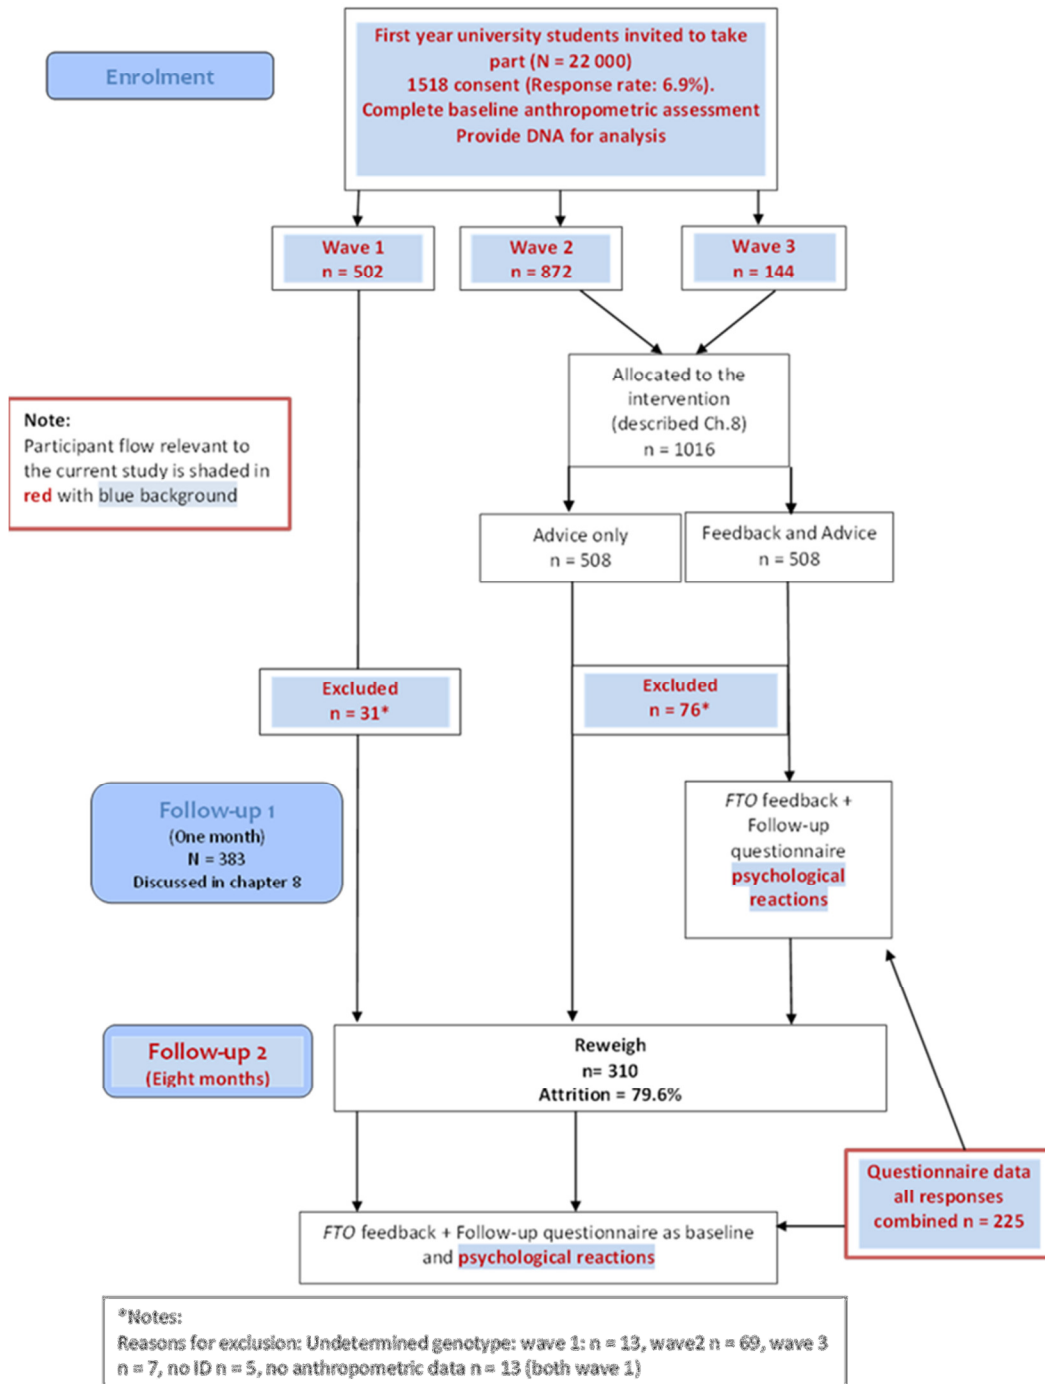 First year university students invited to take
part (N = 22 000)
1518 consent (Response rate: 6.9%).
Complete baseline anthropometric assessment
Provide DNA for analysis
Enrolment
Wave 1
n = 502
Wave 2
n = 872
Wave 3
n = 144
Allocated to the
intervention
(described Ch.8)
n = 1016
Note:
Participant flow relevant to
the current study is shaded in
red with blue background
Advice only
n = 508
Feedback and Advice
n = 508
Excluded
n = 31*
Excluded
n = 76*
Follow-up 1
(One month)
N = 383
Discussed in chapter 8
FTO feedback +
Follow-up
questionnaire
psychological
reactions
Follow-up 2
(Eight months)
Reweigh
n= 310
Attrition = 79.6%
Questionnaire data
all responses
combined n = 225
FTO feedback + Follow-up questionnaire as baseline
and psychological reactions
*Notes:
Reasons for exclusion: Undetermined genotype: wave 1: n = 13, wave2 n = 69, wave 3
n = 7, no ID n = 5, no anthropometric data n = 13 (both wave 1)